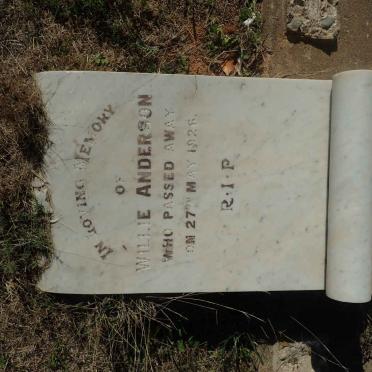 IN LOVING MEMORY
OF
WILLIE ANDERSON
WHO PASSED AWAY
ON 27TH MAY 1926.
R.I.P